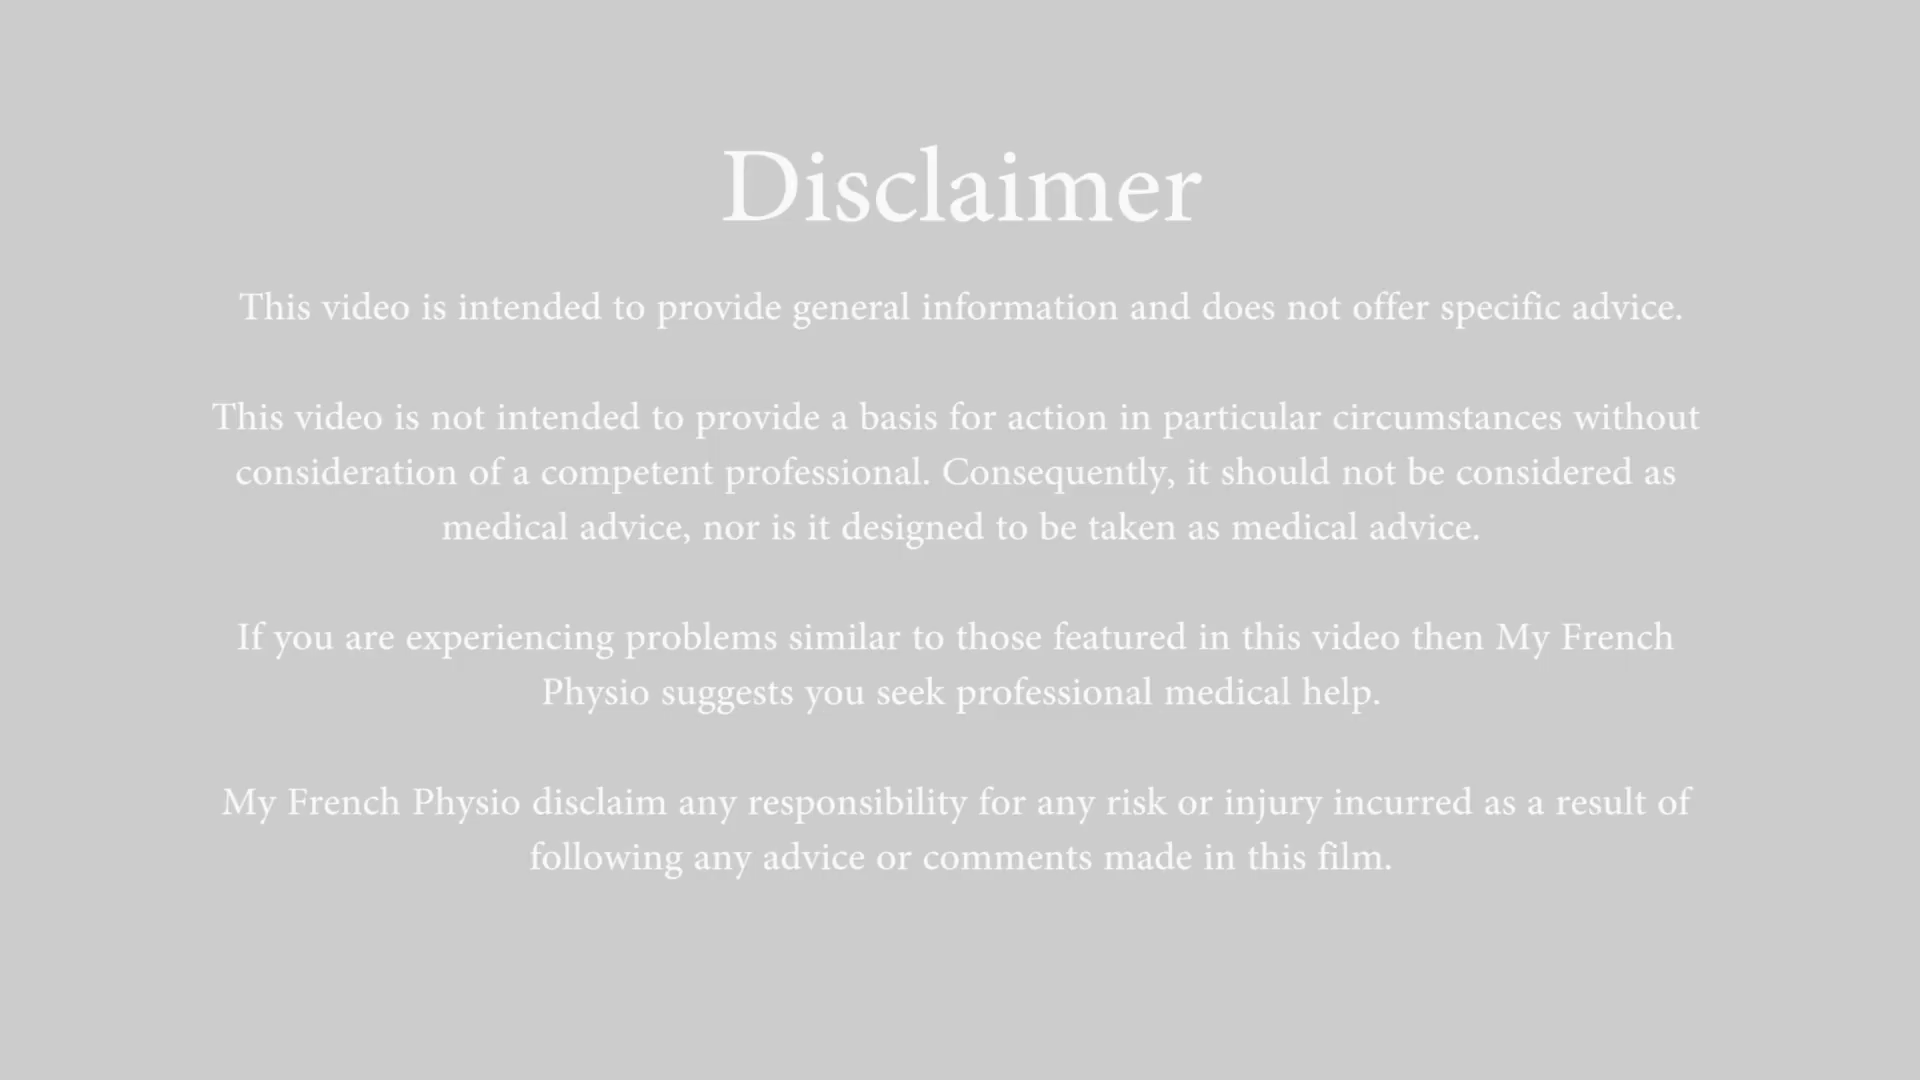 Disclaimer
This video is intended to provide general information and does not offer specific advice.
This video is not intended to provide a basis for action in particular circumstances without
consideration of a competent professional. Consequently, it should not be considered as
medical advice, nor is it designed to be taken as medical advice.
If you are experiencing problems similar to those featured in this video then My French
Physio suggests you seek professional medical help.
My French Physio disclaim any responsibility for any risk or injury incurred as a result of
following any advice or comments made in this film.